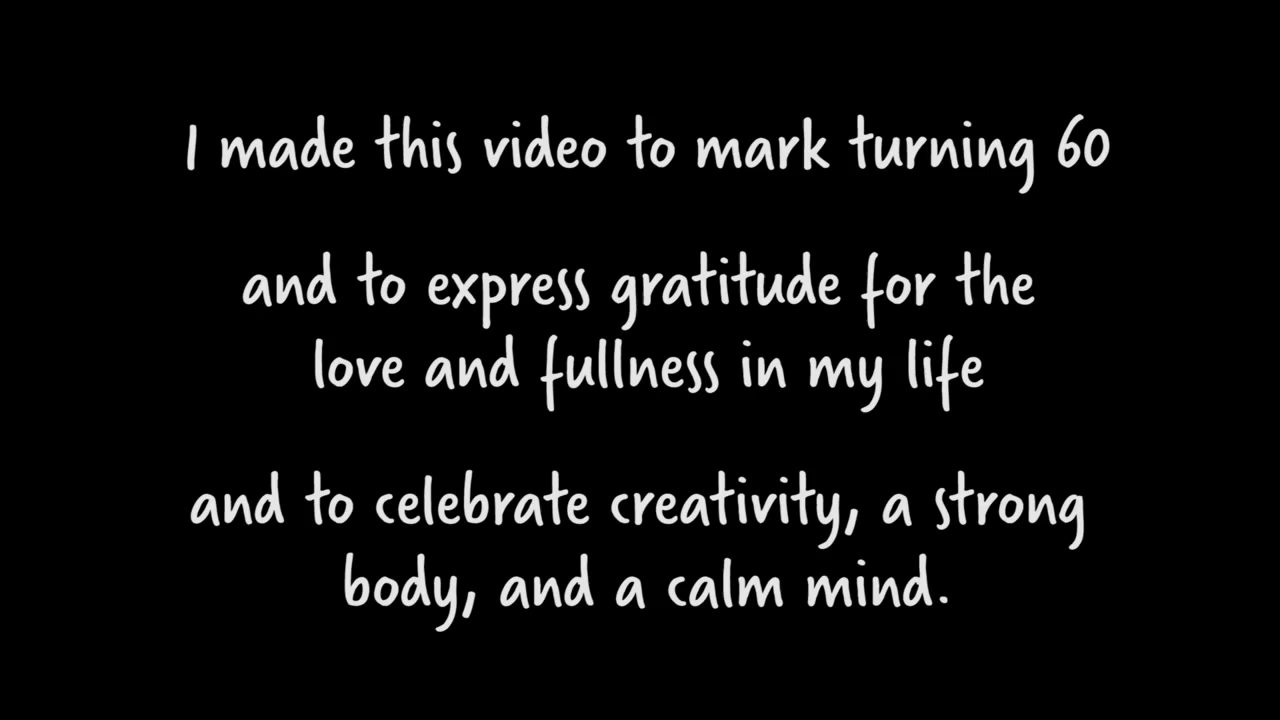 I made this video to mark turning 60
and to express gratitude for the
love and fullness in my life
and to celebrate creativity, a strong
body, and a calm mind.